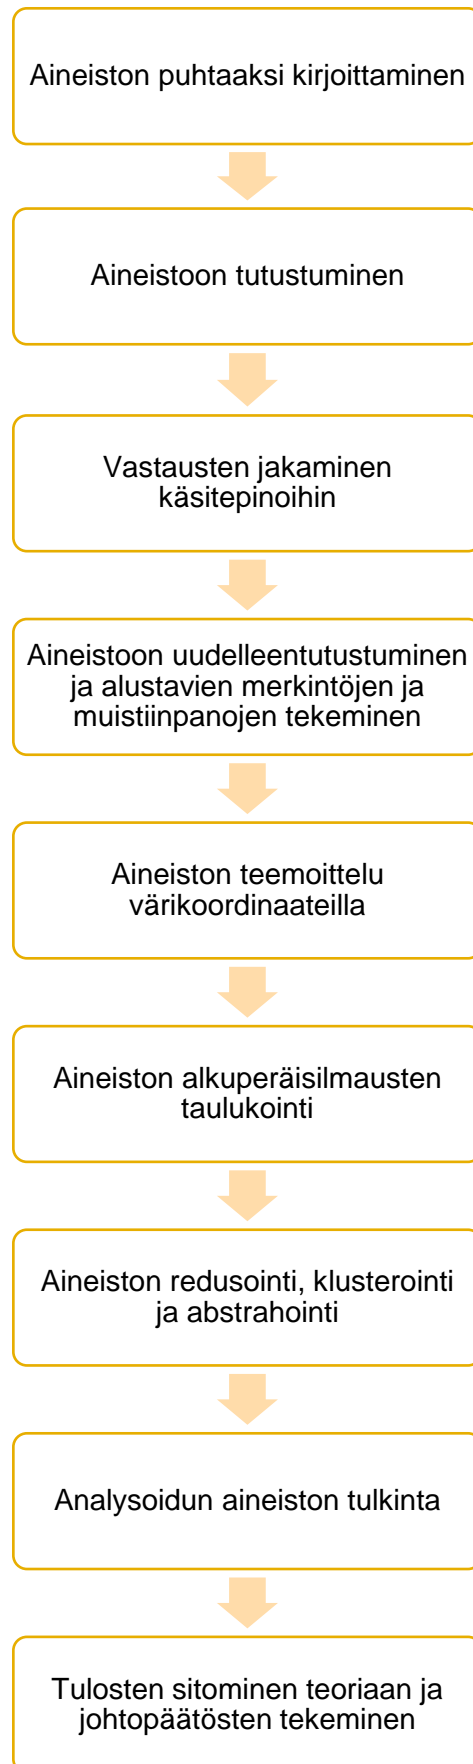 Aineiston puhtaaksi kirjoittaminen
Aineistoon tutustuminen
Vastausten jakaminen
käsitepinoihin
Aineistoon uudelleentutustuminen
ja alustavien merkintöjen ja
muistiinpanojen tekeminen
Aineiston teemoittelu
värikoordinaateilla
Aineiston alkuperäisilmausten
taulukointi
Aineiston redusointi, klusterointi
ja abstrahointi
Analysoidun aineiston tulkinta
Tulosten sitominen teoriaan ja
johtopäätösten tekeminen